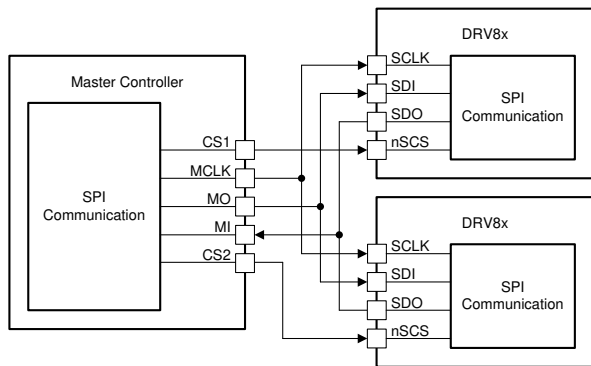 Master Controller
SPI
Communication
CS1
MCLK
MO
MI
CS2
DRV8x
SCLK
SDI
SDO
nSCS
SPI
Communication
DRV8x
SCLK
SDI
SDO
nSCS
SPI
Communication